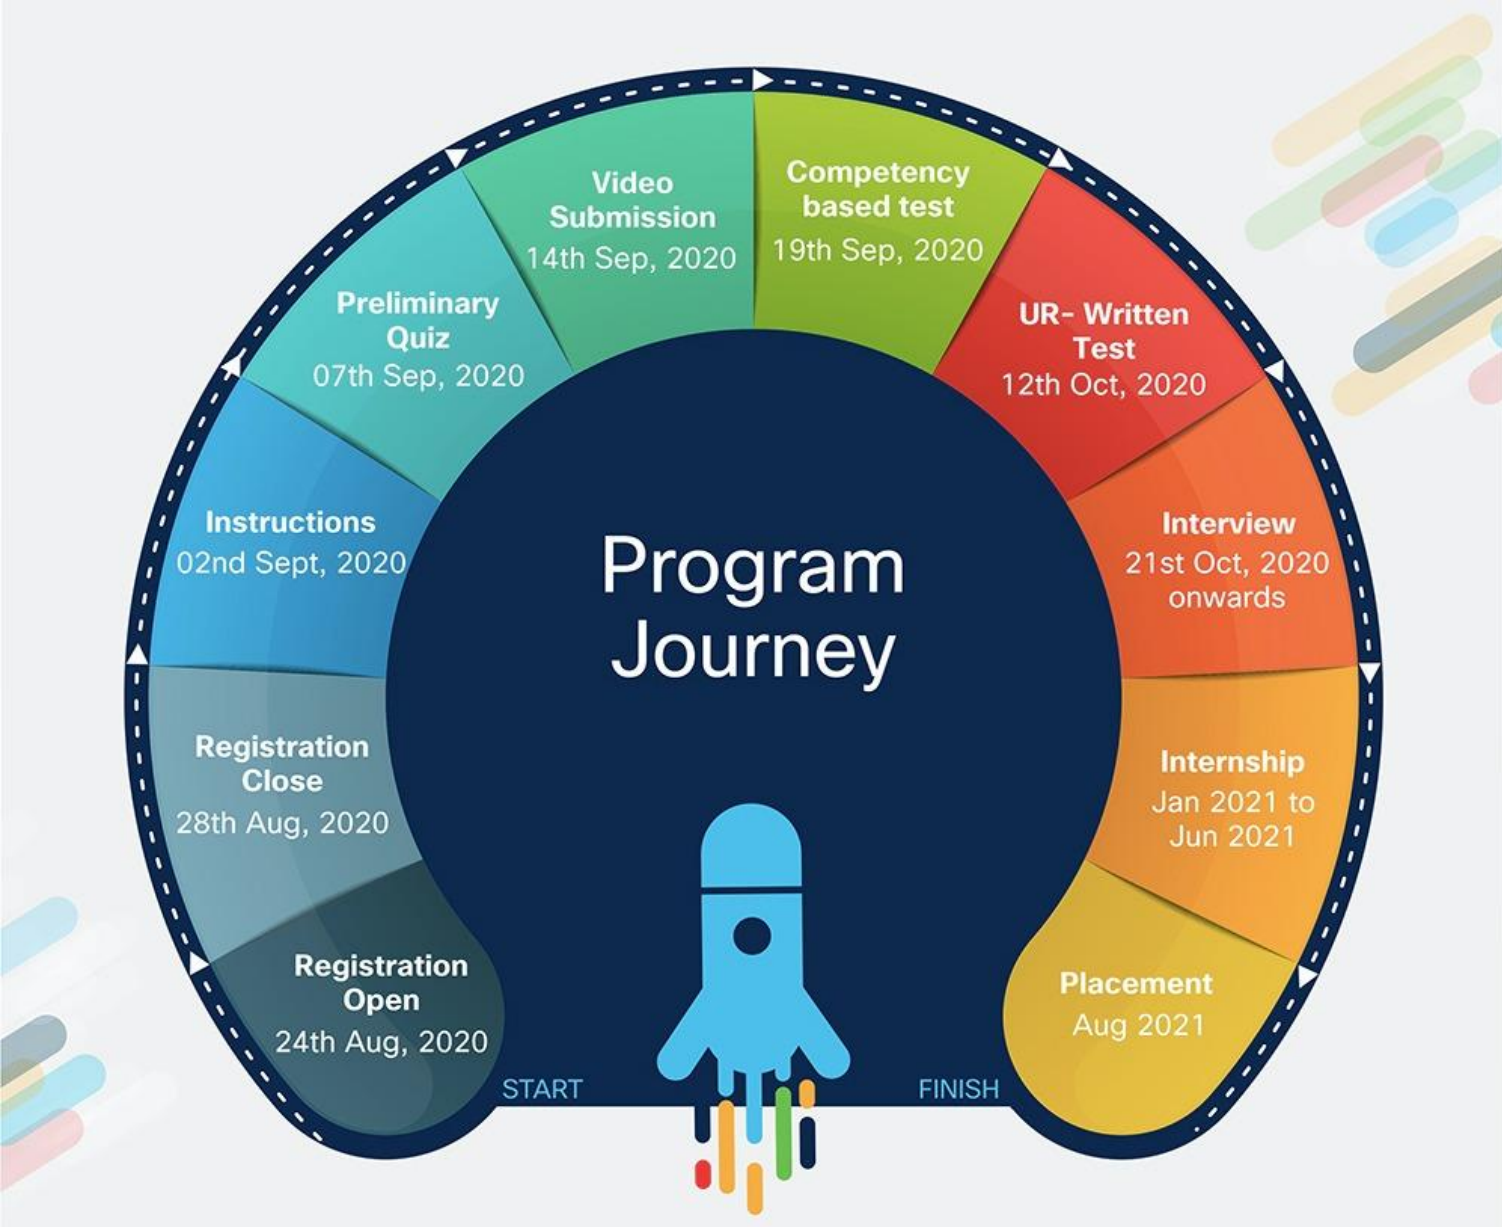 Program
Journey
START
Registration
Open
24th Aug, 2020
Registration
Close
28th Aug, 2020
Instructions
02nd Sept, 2020
Preliminary
Quiz
07th Sep, 2020
Video
Submission
14th Sep, 2020
Competency
based test
19th Sep, 2020
UR- Written
Test
12th Oct, 2020
Interview
21st Oct, 2020
onwards
Internship
Jan 2021 to
Jun 2021
Placement
Aug 2021
FINISH